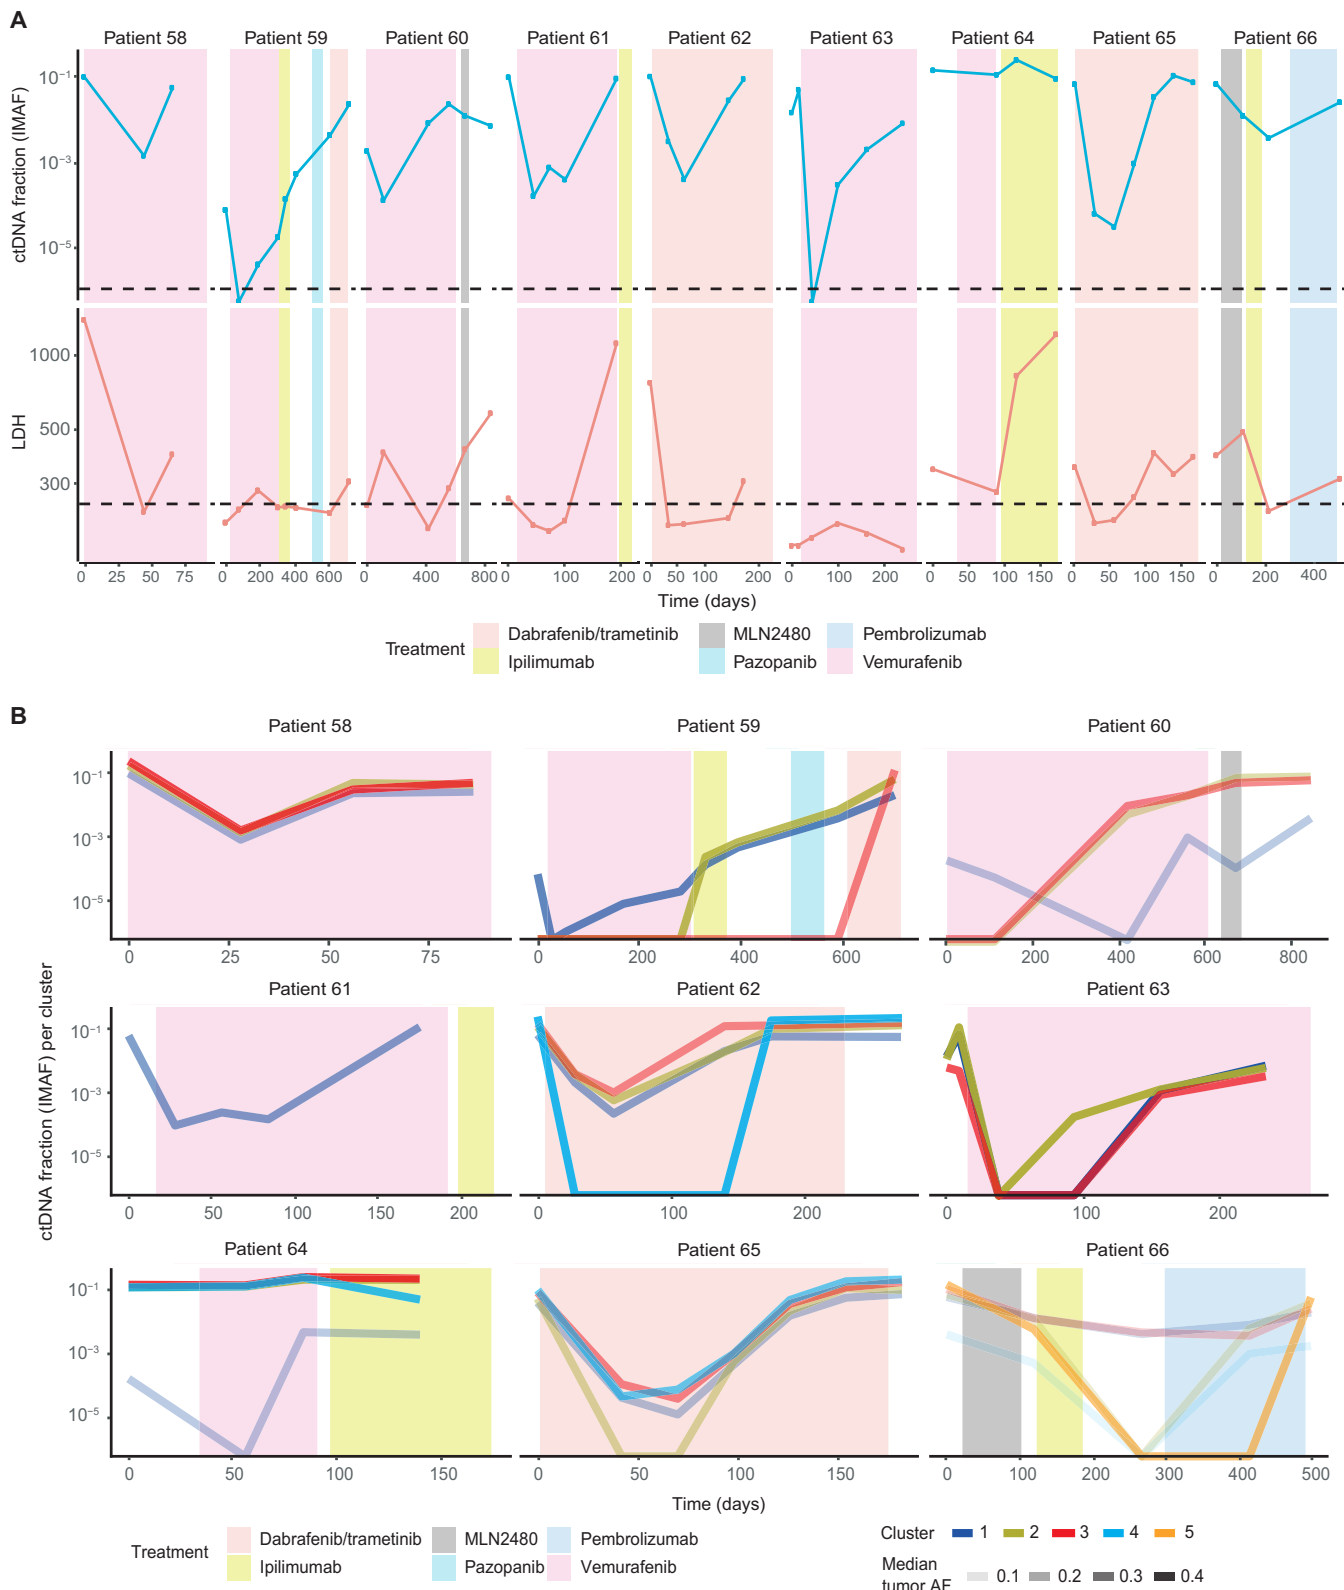 A
Patient 58 Patient 59 Patient 60 Patient 61 Patient 62 Patient 63 Patient 64 Patient 65 Patient 66
ctDNA fraction (IMAF)
10⁻¹
10⁻³
10⁻⁵
LDH
1000
500
300
0 25 50 75 0 200 400 600 0 400 800 0 100 200 0 50 100 200 0 100 200 0 50 100 150 0 50 100 150 0 200 400
Time (days)
Treatment
Dabrafenib/trametinib MLN2480 Pembrolizumab
Ipilimumab Pazopanib Vemurafenib
B
ctDNA fraction (IMAF) per cluster
Patient 58 Patient 59 Patient 60
10⁻¹
10⁻³
10⁻⁵
0 25 50 75 0 200 400 600 0 200 400 600 800
Patient 61 Patient 62 Patient 63
10⁻¹
10⁻³
10⁻⁵
0 50 100 150 200 0 200 0 100 200
Patient 64 Patient 65 Patient 66
10⁻¹
10⁻³
10⁻⁵
0 50 100 150 0 50 100 150 0 100 200 300 400 500
Time (days)
Treatment
Dabrafenib/trametinib MLN2480 Pembrolizumab
Ipilimumab Pazopanib Vemurafenib
Cluster 1 2 3 4 5
Median
tumor AF 0.1 0.2 0.3 0.4